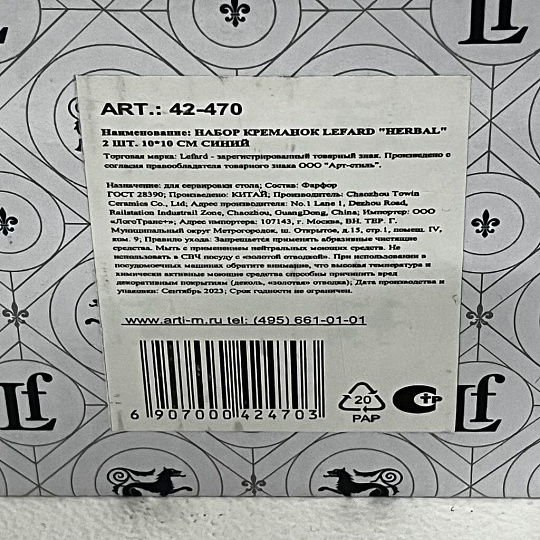 Lf
ART.: 42-470
Наименование: НАБОР КРЕМАНОК LEFARD "HERBAL"
2 ШТ. 10*10 СМ СИНИЙ
Торговая марка: Lefard - зарегистрированный товарный знак. Произведено с
согласия правообладателя товарного знака ООО "Арт-стиль".
Назначение: для сервировки стола; Состав: Фарфор
ГОСТ 28390; Произведено: КИТАЙ; Изготовитель: Chaozhou Towin
Ceramics Co., Ltd; Адрес производителя: No.1 Lane 1, Dezhou Road,
Railstation Industrail Zone, Chaozhou, GuangDong, China; Импортер: ООО
«ЛогоТранс+»; Адрес импортера: 107143, г. Москва, ВН. ТЕР. Г.
Муниципальный округ Метрогородок, ш. Открытое, д.15, стр.1, помещ. IV,
ком. 9; Правило ухода: Запрещается применять абразивные чистящие
средства. Мыть с применением нейтральных моющих средств. Не
использовать в СВЧ посуду с «золотой отводкой». При использовании в
посудомоечных машинах обратите внимание, что высокая температура и
химически активные моющие средства способны причинить вред
декоративным покрытиям (деколь, «золотая» отводка); Дата производства и
упаковки: Сентябрь 2023; Срок годности не ограничен.
www.arti-m.ru tel: (495) 661-01-01
6 907000 424703
20
PAP
СТР
Lf
Lf